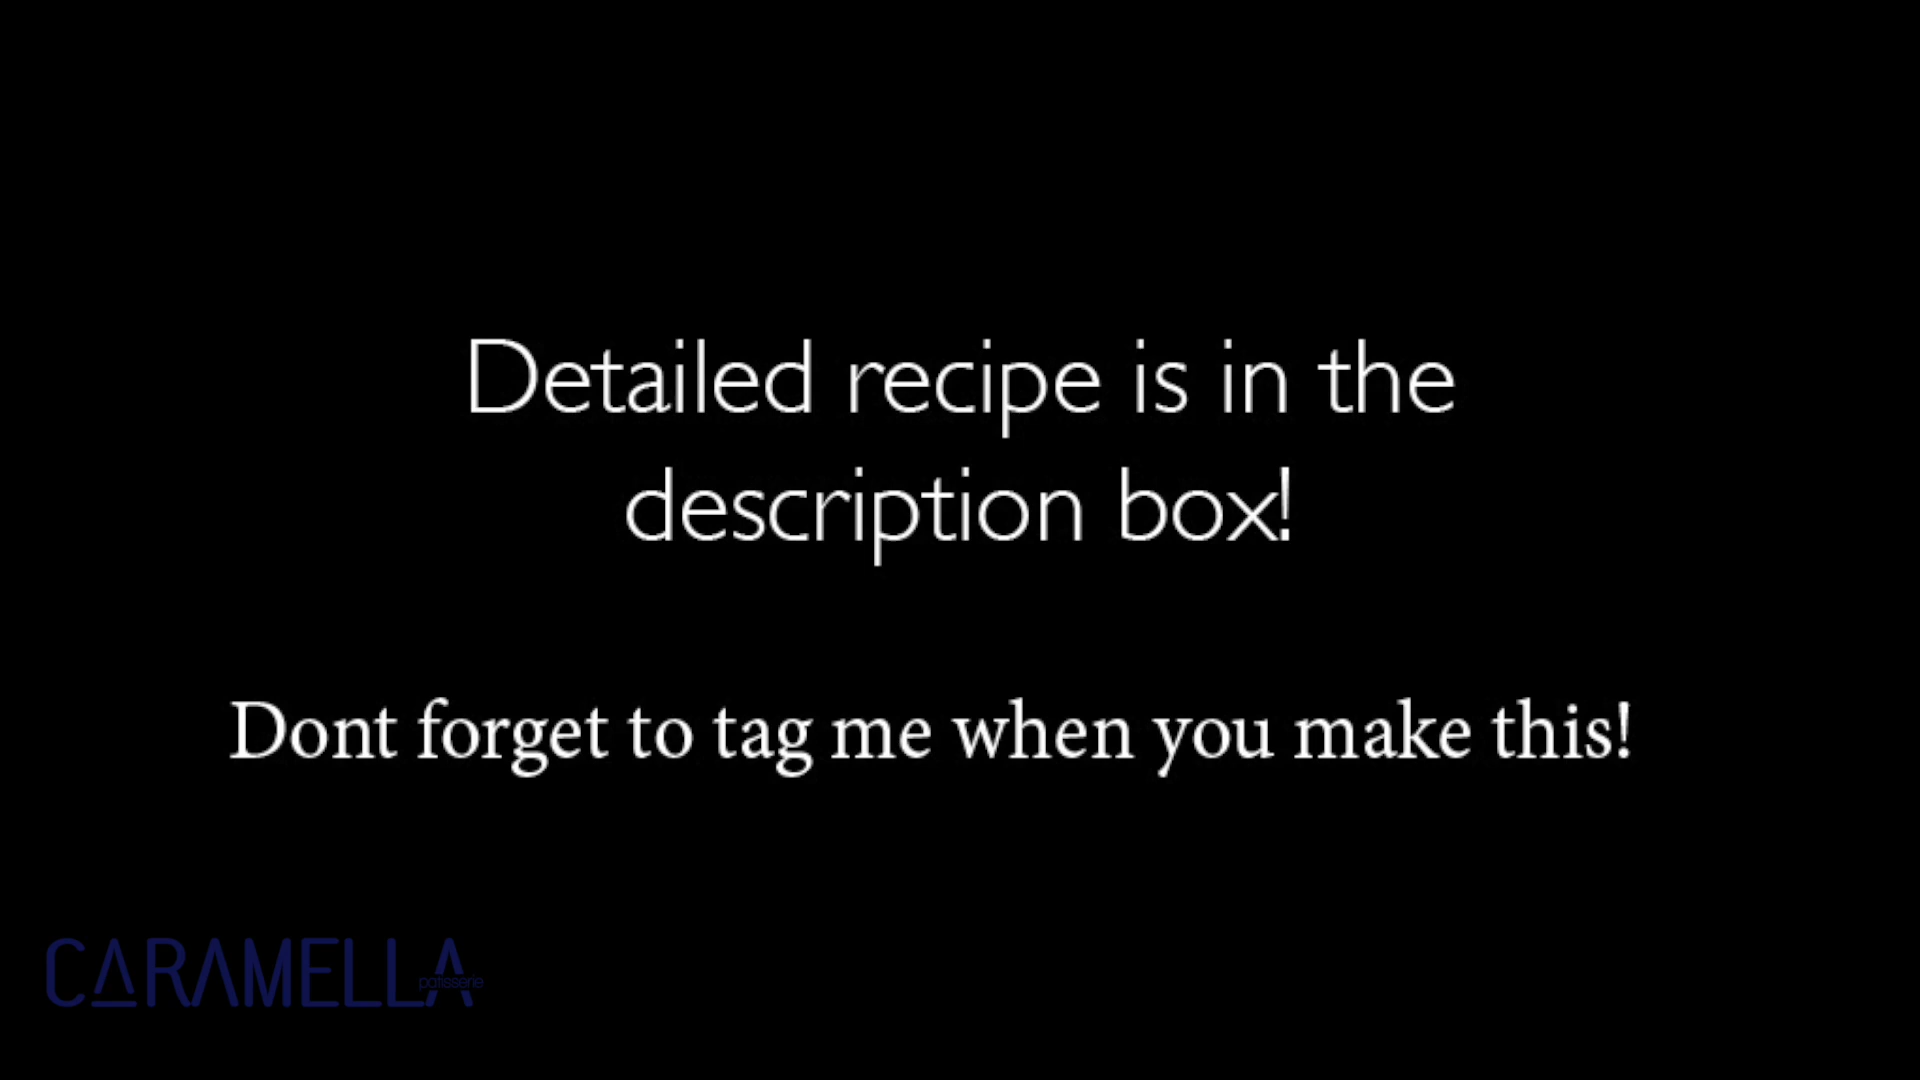 Detailed recipe is in the
description box!
Dont forget to tag me when you make this!
CARAMELLA
patisserie